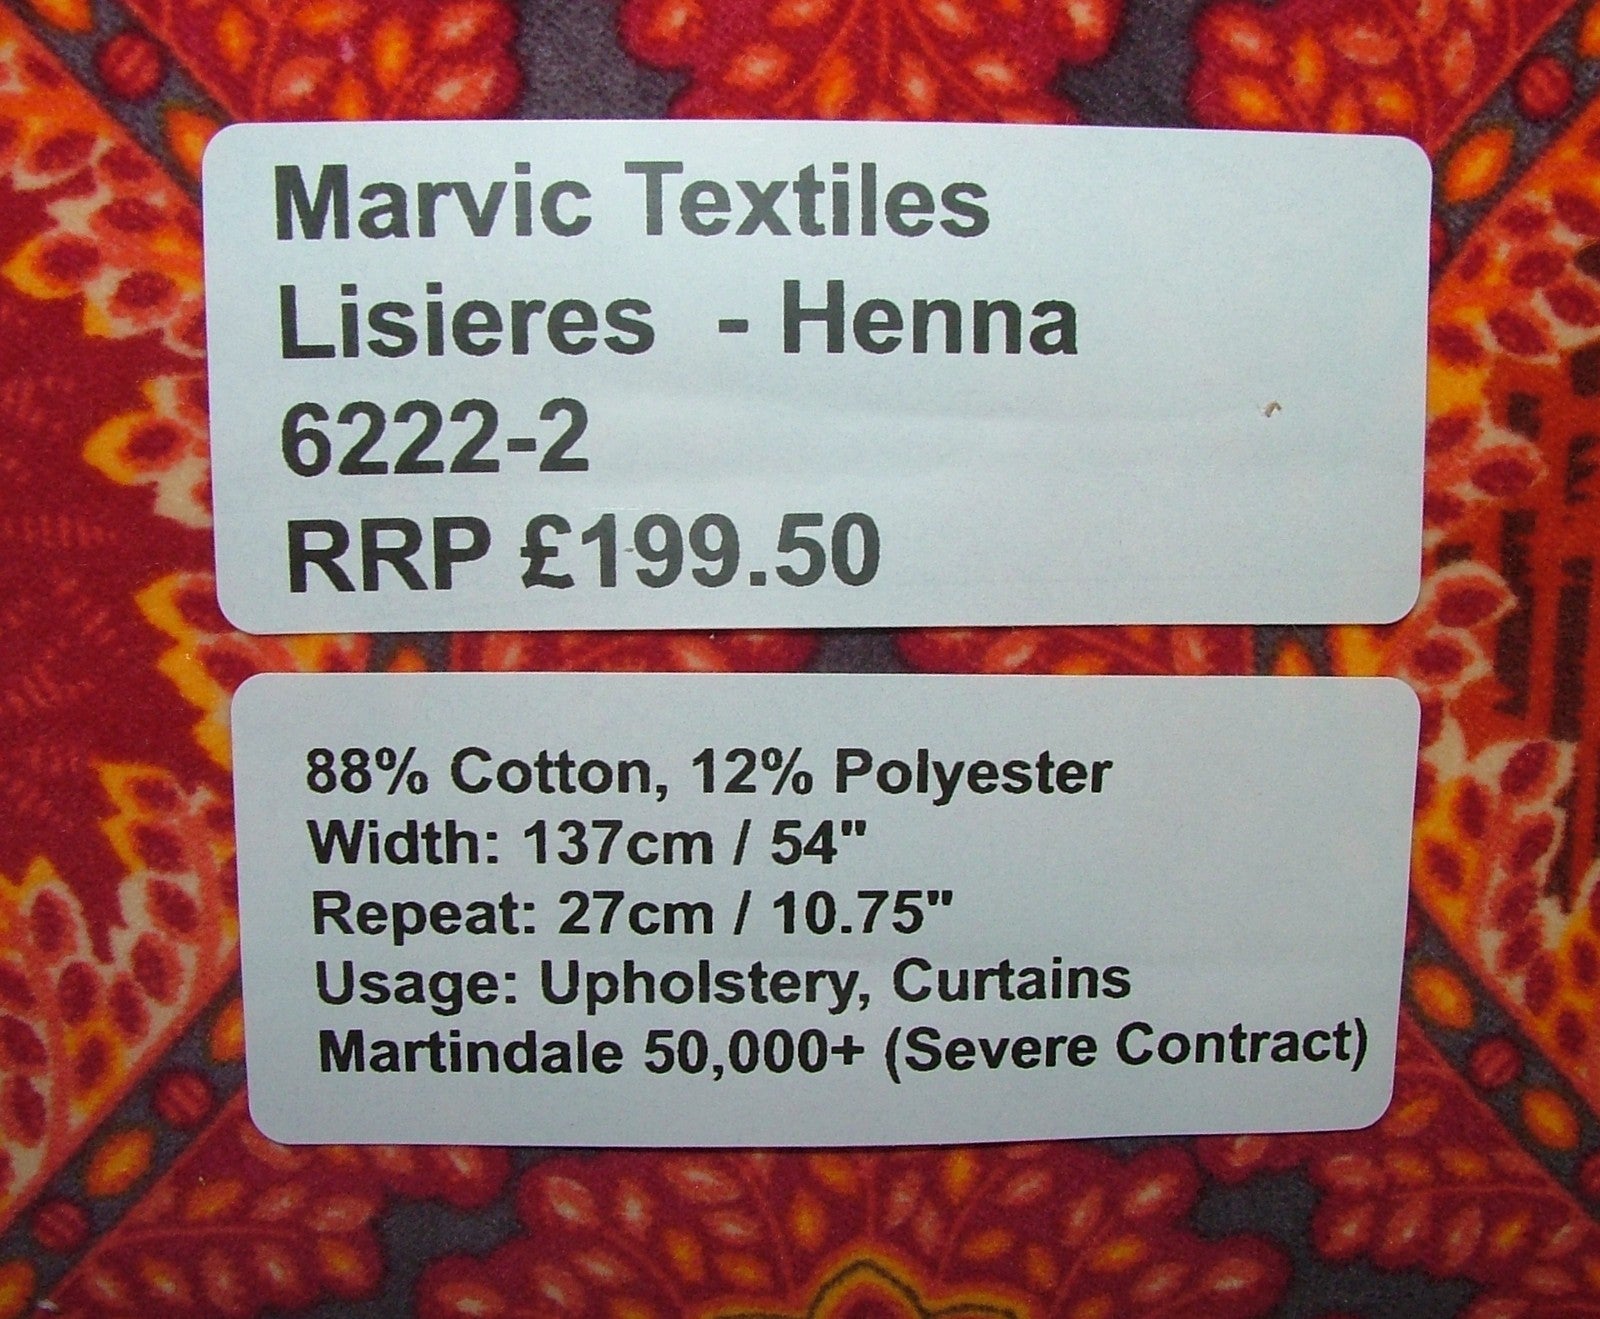 Marvic Textiles
Lisieres - Henna
6222-2
RRP £199.50
88% Cotton, 12% Polyester
Width: 137cm / 54"
Repeat: 27cm / 10.75"
Usage: Upholstery, Curtains
Martindale 50,000+ (Severe Contract)